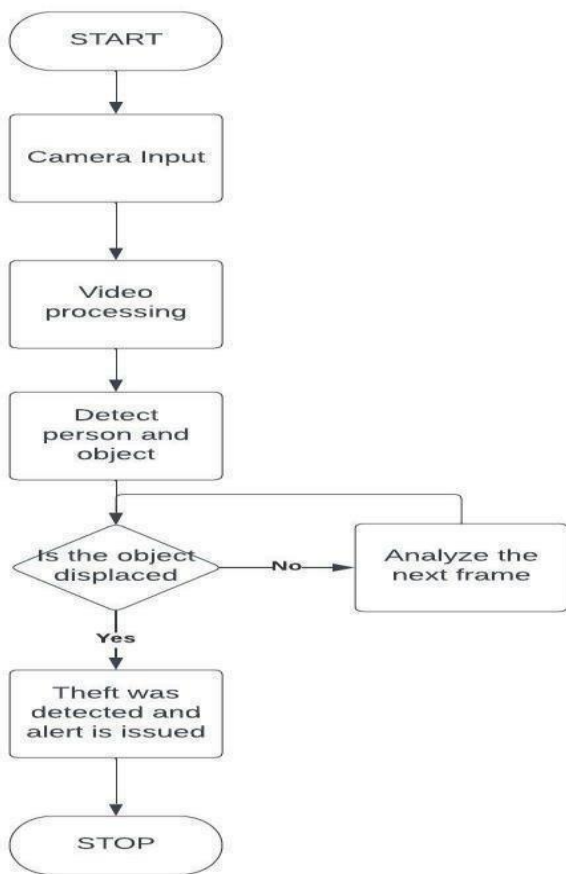 START
Camera Input
Video
processing
Detect
person and
object
Is the object
displaced
No
Analyze the
next frame
Yes
Theft was
detected and
alert is issued
STOP